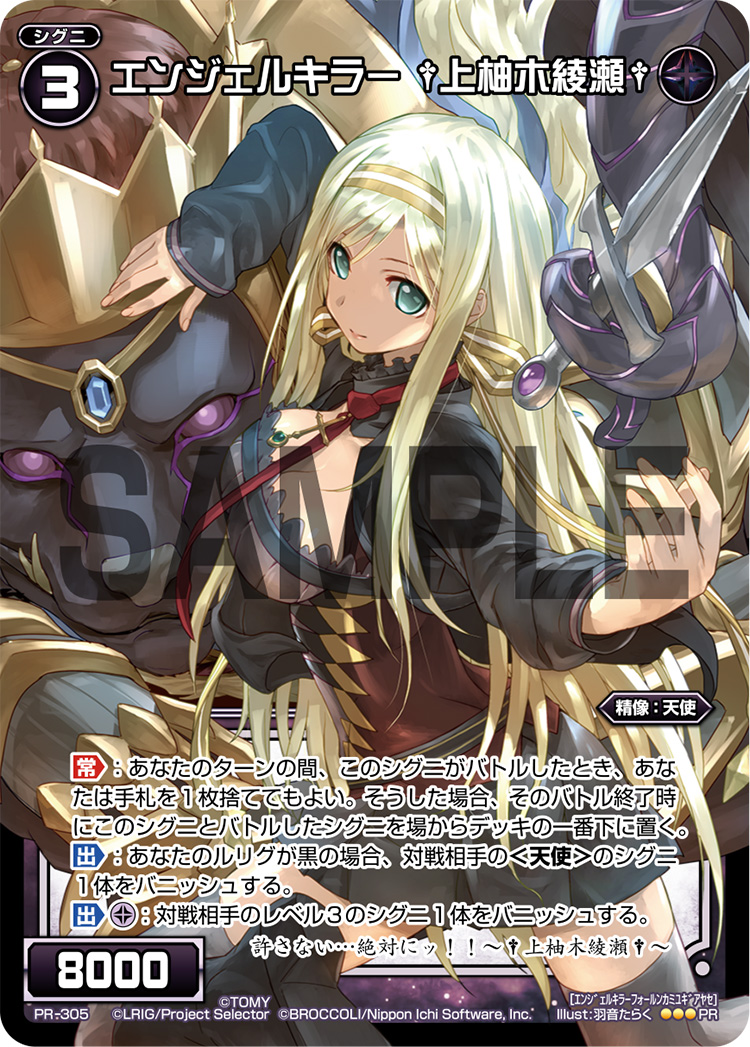 シグニ
3
エンジェルキラー †上柚木綾瀬†
SAMPLE
精像：天使
常：あなたのターンの間、このシグニがバトルしたとき、あな
たは手札を１枚捨ててもよい。そうした場合、そのバトル終了時
にこのシグニとバトルしたシグニを場からデッキの一番下に置く。
出：あなたのルリグが黒の場合、対戦相手の＜天使＞のシグニ
１体をバニッシュする。
出：対戦相手のレベル３のシグニ１体をバニッシュする。
許さない…絶対にッ！！～†上柚木綾瀬†～
8000
[エンジェルキラーフォールンカミユギアヤセ]
©TOMY
PR-305 ©LRIG/Project Selector ©BROCCOLI/Nippon Ichi Software, Inc. Illust:羽音たらく PR